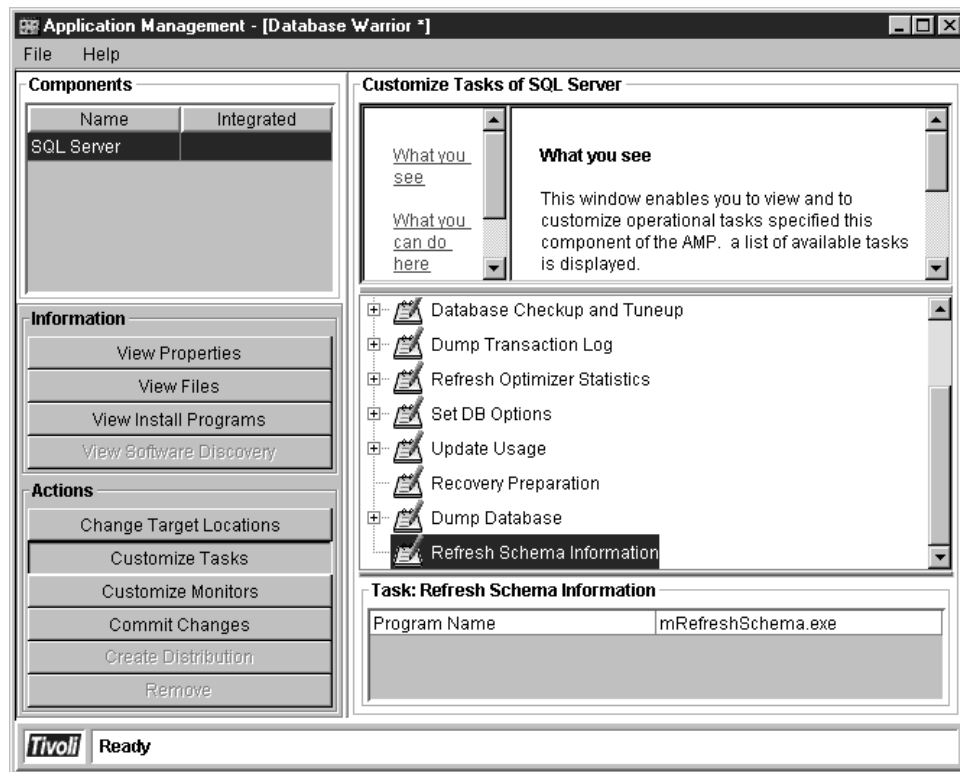 Application Management - [Database Warrior *]
File Help
Components
Name Integrated
SQL Server
Information
View Properties
View Files
View Install Programs
View Software Discovery
Actions
Change Target Locations
Customize Tasks
Customize Monitors
Commit Changes
Create Distribution
Remove
Customize Tasks of SQL Server
What you
see
What you
can do
here
What you see
This window enables you to view and to
customize operational tasks specified this
component of the AMP. a list of available tasks
is displayed.
Database Checkup and Tuneup
Dump Transaction Log
Refresh Optimizer Statistics
Set DB Options
Update Usage
Recovery Preparation
Dump Database
Refresh Schema Information
Task: Refresh Schema Information
Program Name mRefreshSchema.exe
Tivoli Ready